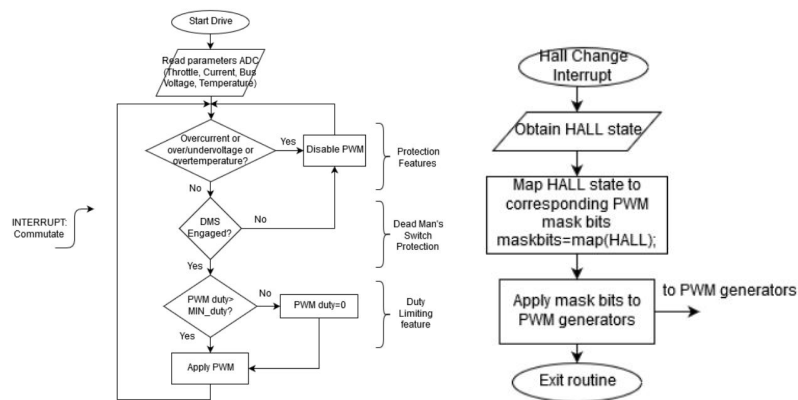 Start Drive
Read parameters ADC
(Throttle, Current, Bus
Voltage, Temperature)
Overcurrent or
over/undervoltage or
overtemperature?
Yes
Disable PWM
Protection
Features
No
INTERRUPT:
Commutate
DMS
Engaged?
No
Dead Man's
Switch
Protection
Yes
PWM duty>
MIN_duty?
No
PWM duty=0
Duty
Limiting
feature
Yes
Apply PWM
Hall Change
Interrupt
Obtain HALL state
Map HALL state to
corresponding PWM
mask bits
maskbits=map(HALL);
Apply mask bits to
PWM generators
to PWM generators
Exit routine